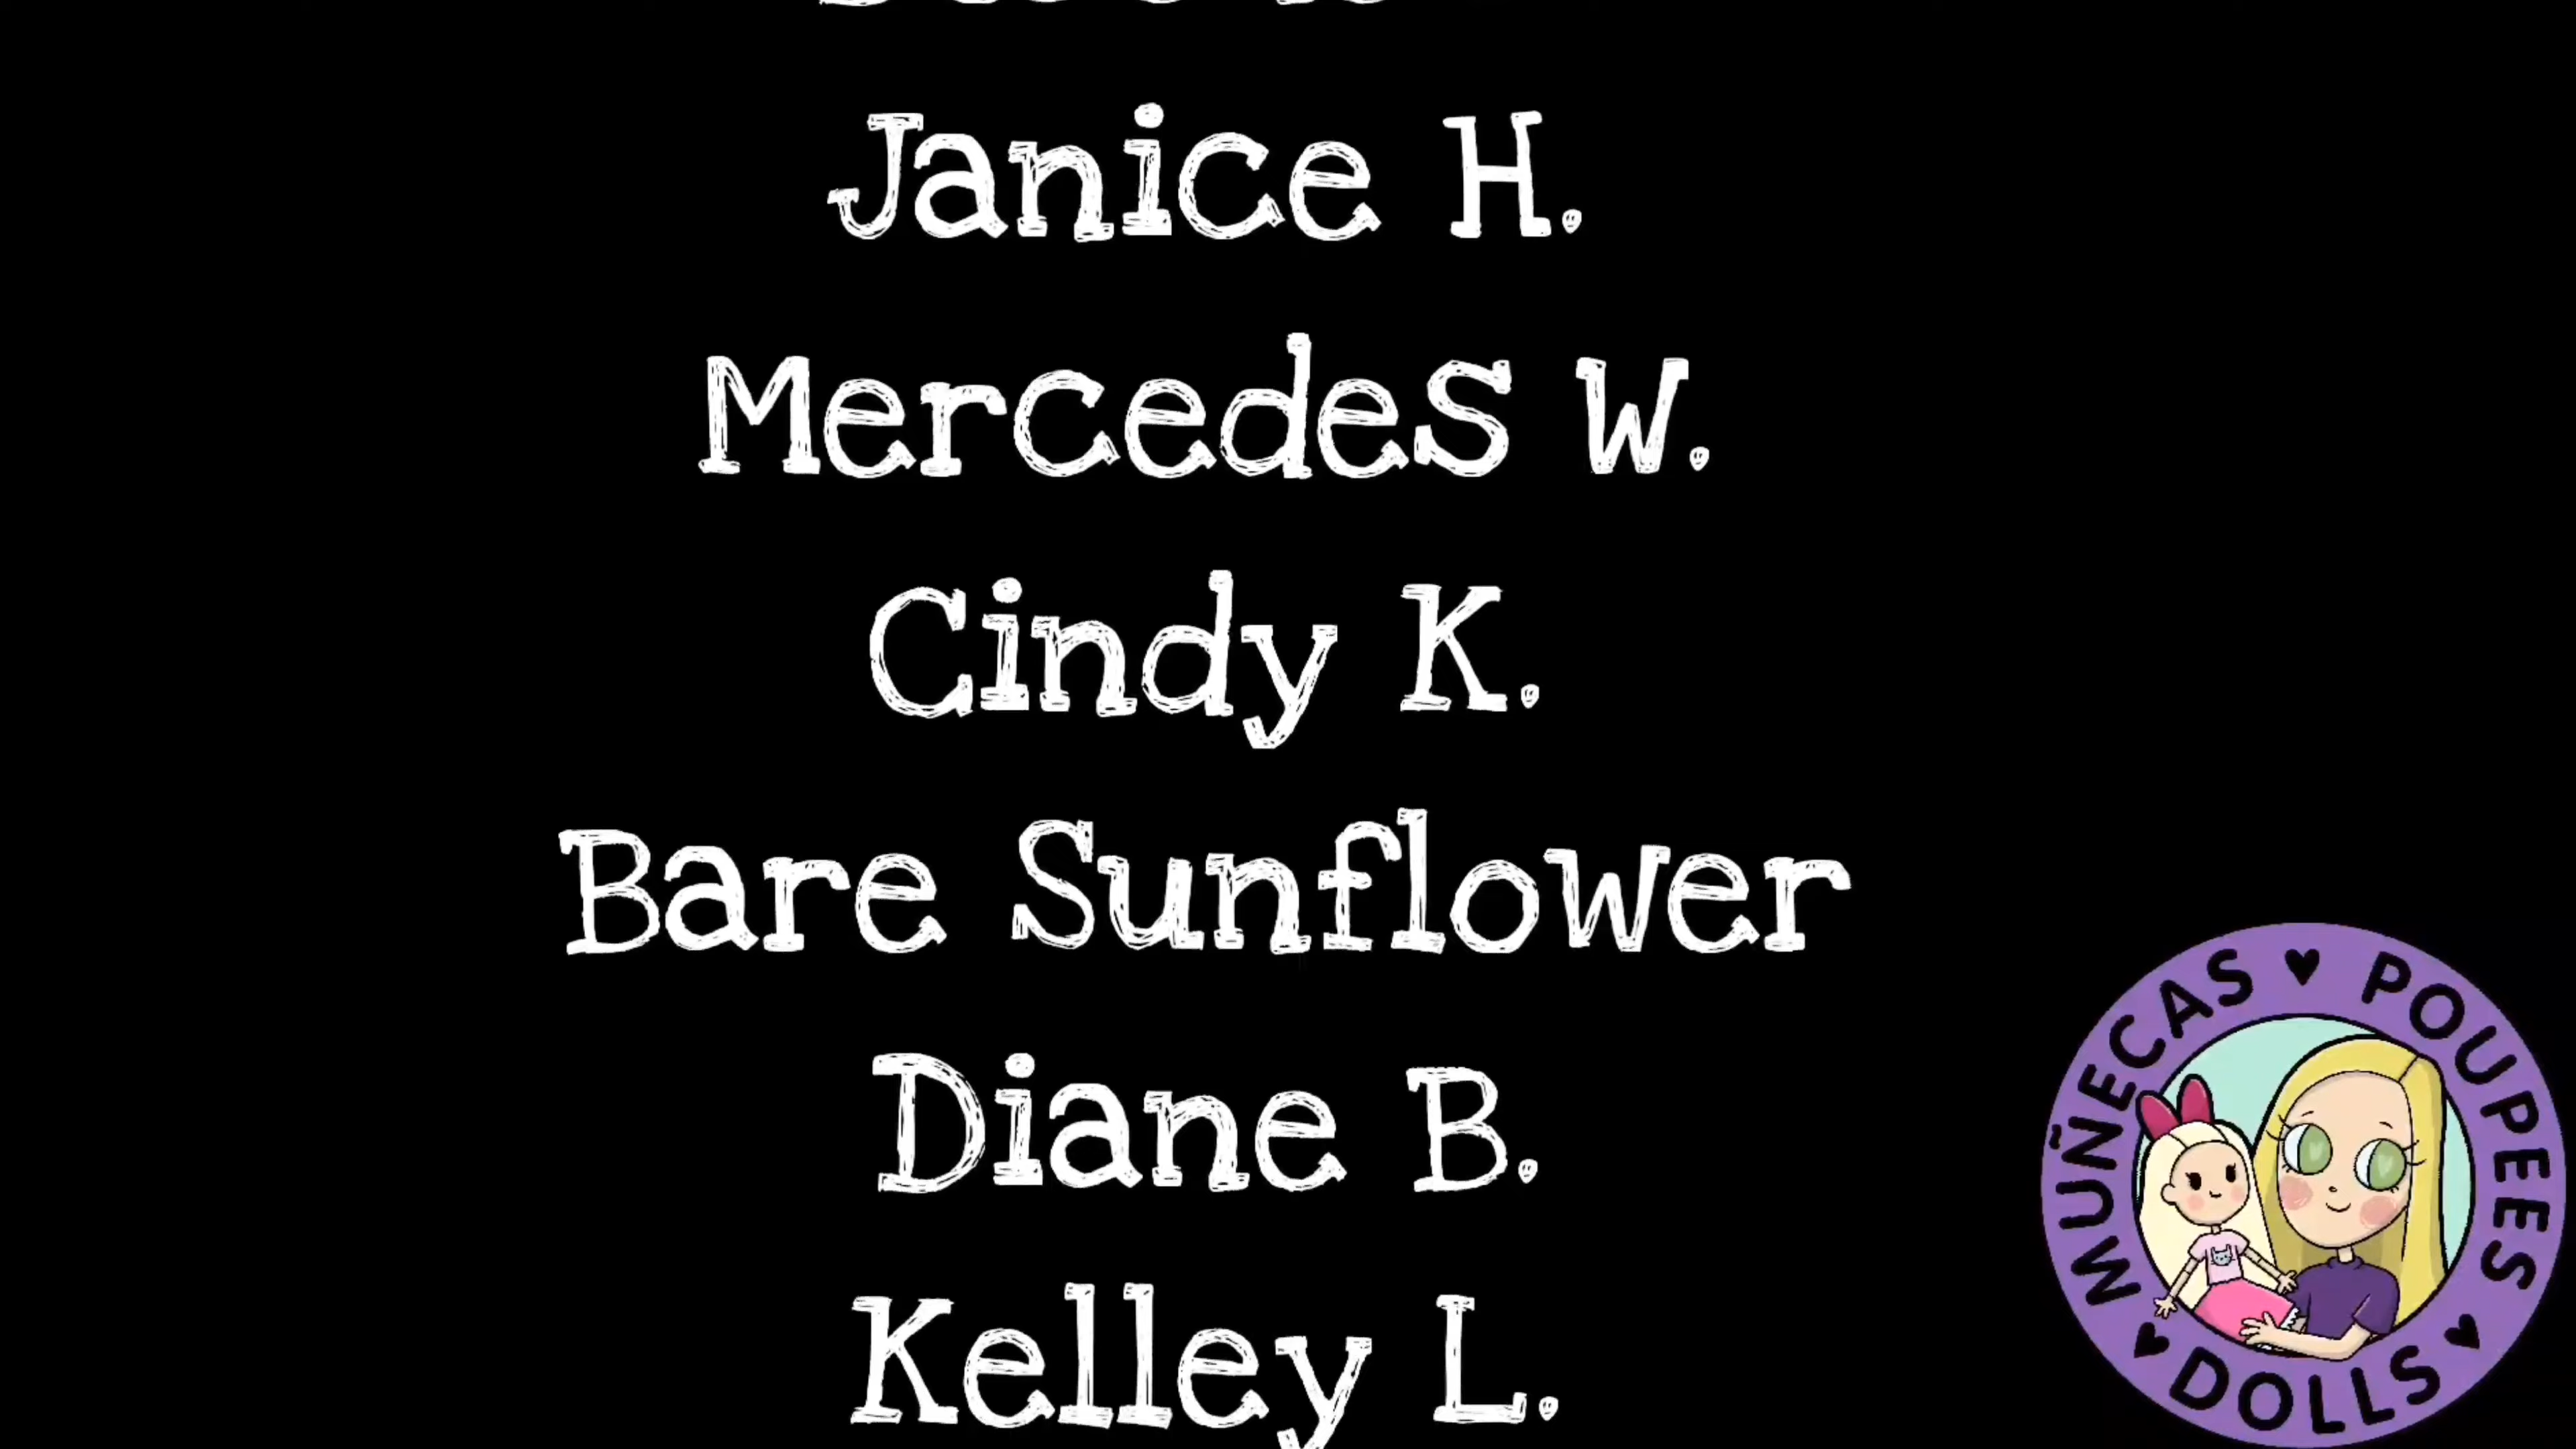 Janice H.
Mercedes W.
Cindy K.
Bare Sunflower
Diane B.
Kelley L.
MUÑECAS ♥ POUPEES ♥ DOLLS ♥